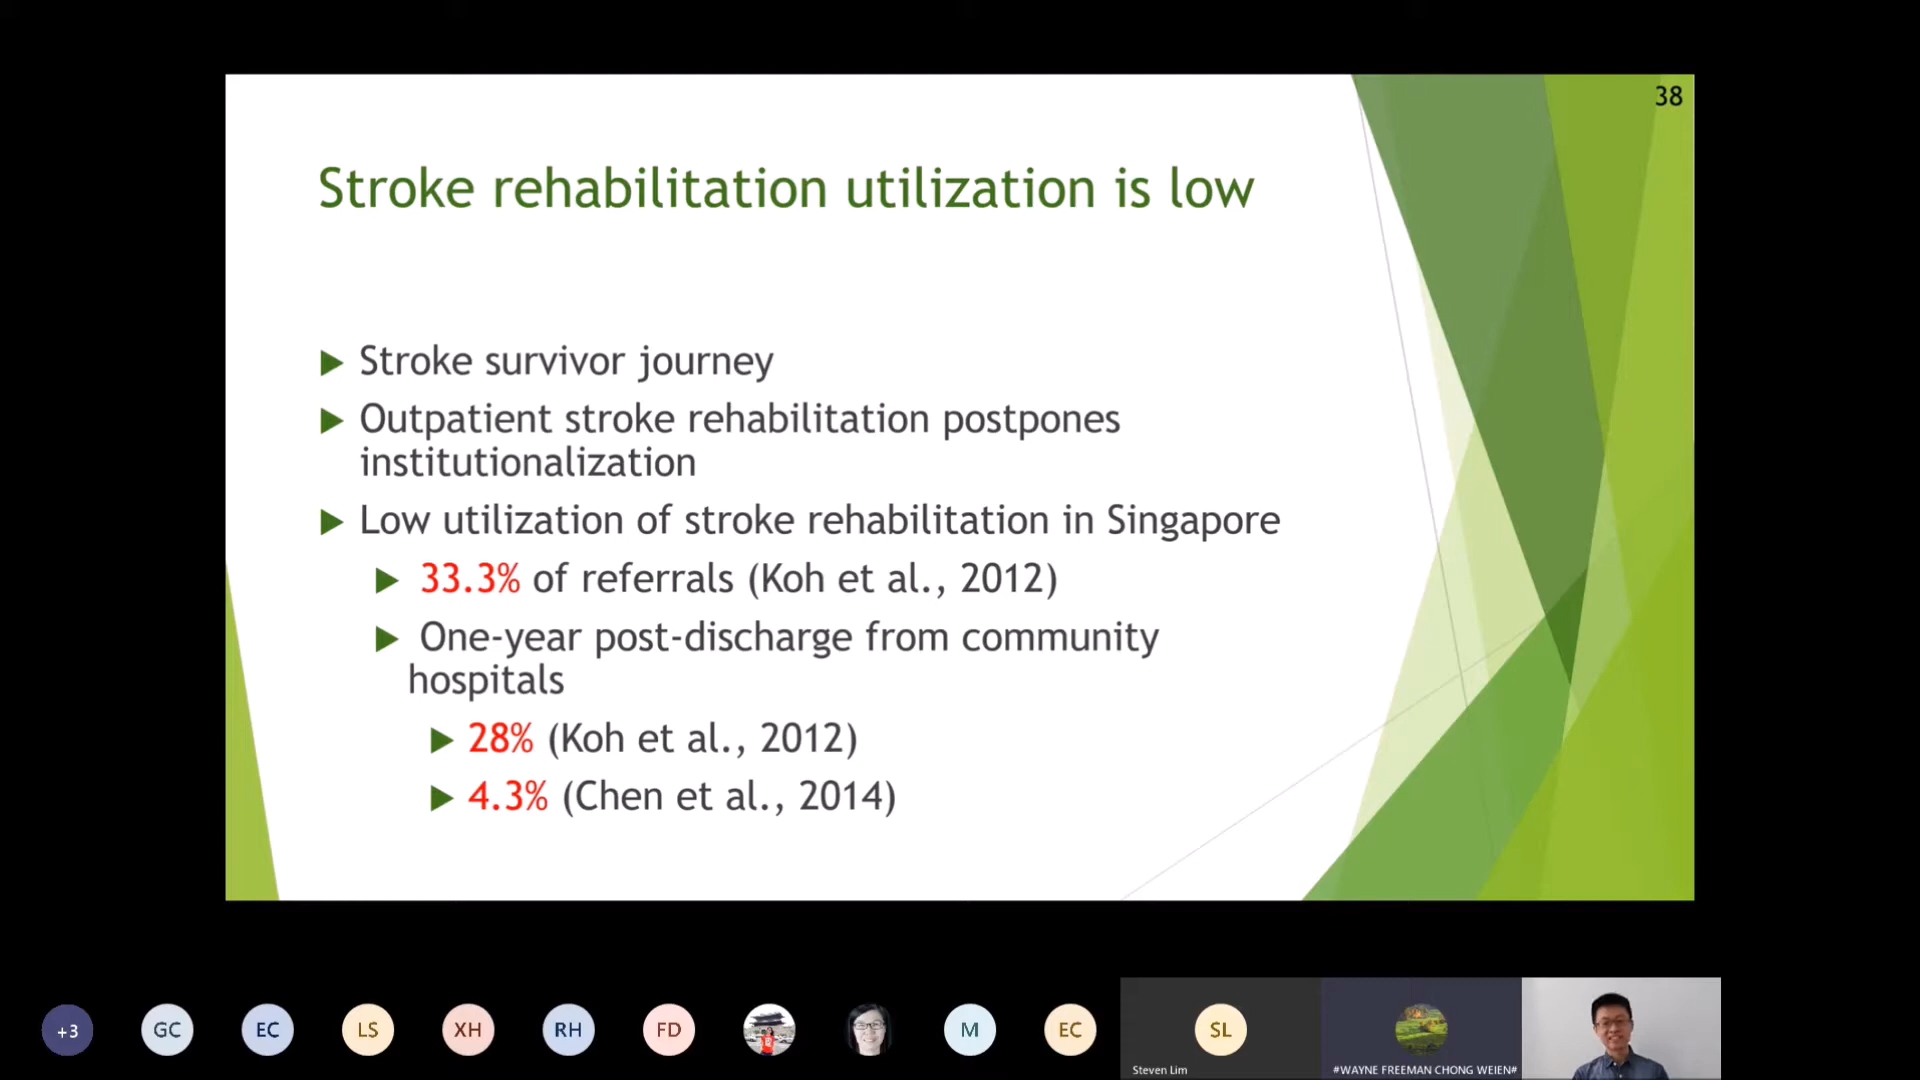 38
Stroke rehabilitation utilization is low
Stroke survivor journey
Outpatient stroke rehabilitation postpones
institutionalization
Low utilization of stroke rehabilitation in Singapore
33.3% of referrals (Koh et al., 2012)
One-year post-discharge from community
hospitals
28% (Koh et al., 2012)
4.3% (Chen et al., 2014)
+3
GC
EC
LS
XH
RH
FD
M
EC
SL
Steven Lim
#WAYNE FREEMAN CHONG WEIEN#